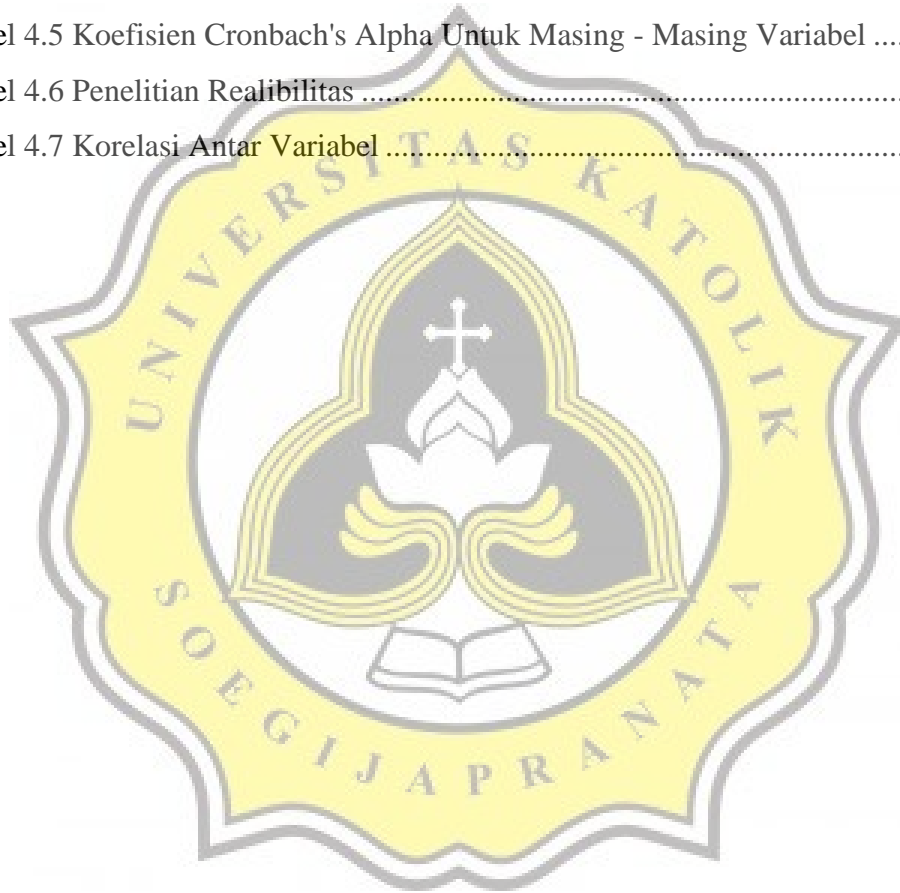 el 4.5 Koefisien Cronbach's Alpha Untuk Masing - Masing Variabel ....
el 4.6 Penelitian Realibilitas ................................................................................
el 4.7 Korelasi Antar Variabel ............................................................................
UNIVERSITAS KATOLIK
SOEGIJAPRANATA